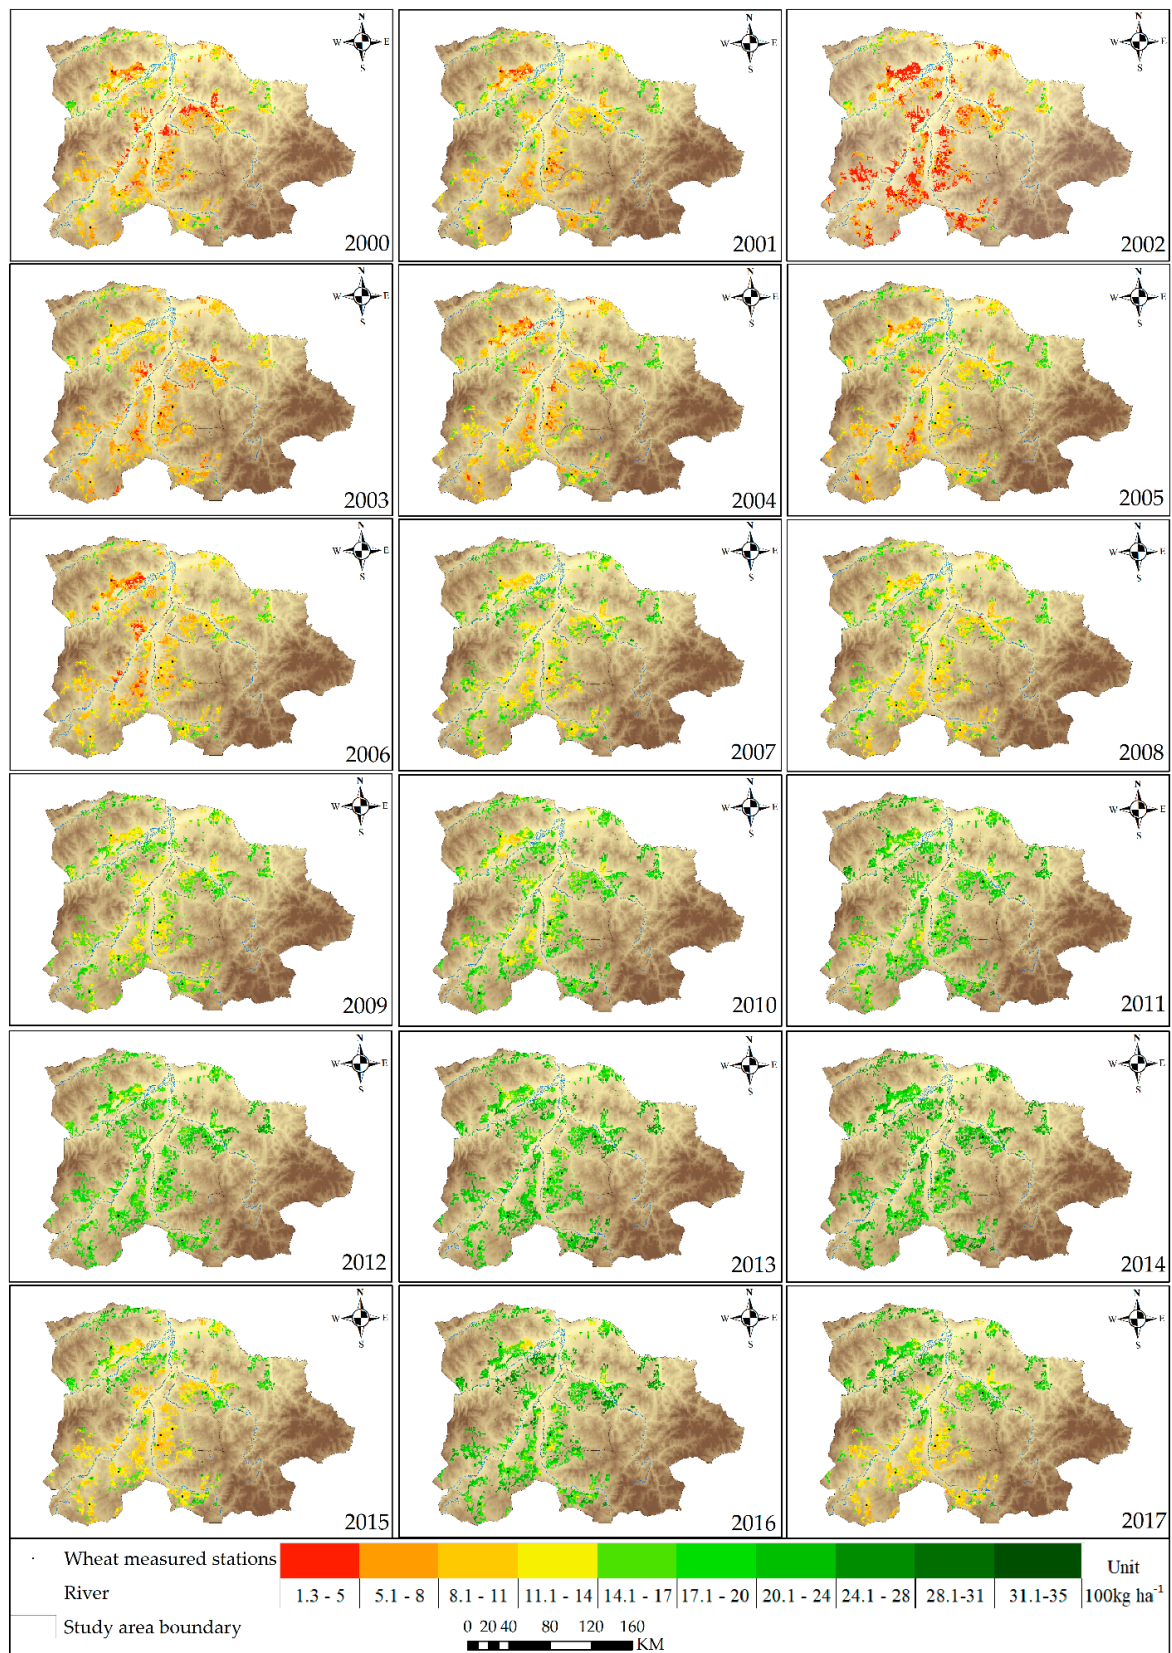 N
W E
S
2000
N
W E
S
2001
N
W E
S
2002
N
W E
S
2003
N
W E
S
2004
N
W E
S
2005
N
W E
S
2006
N
W E
S
2007
N
W E
S
2008
N
W E
S
2009
N
W E
S
2010
N
W E
S
2011
N
W E
S
2012
N
W E
S
2013
N
W E
S
2014
N
W E
S
2015
N
W E
S
2016
N
W E
S
2017
Wheat measured stations
River
Study area boundary
1.3 - 5 5.1 - 8 8.1 - 11 11.1 - 14 14.1 - 17 17.1 - 20 20.1 - 24 24.1 - 28 28.1-31 31.1-35
Unit
100kg ha⁻¹
0 20 40 80 120 160
KM